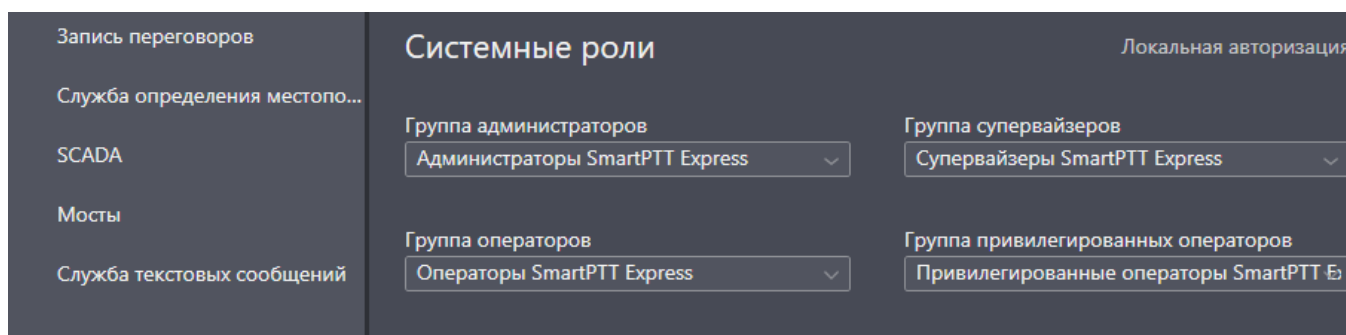 Запись переговоров
Служба определения местопо...
SCADA
Мосты
Служба текстовых сообщений
Системные роли
Локальная авторизация
Группа администраторов
Группа супервайзеров
Администраторы SmartPTT Express
Супервайзеры SmartPTT Express
Группа операторов
Группа привилегированных операторов
Операторы SmartPTT Express
Привилегированные операторы SmartPTT